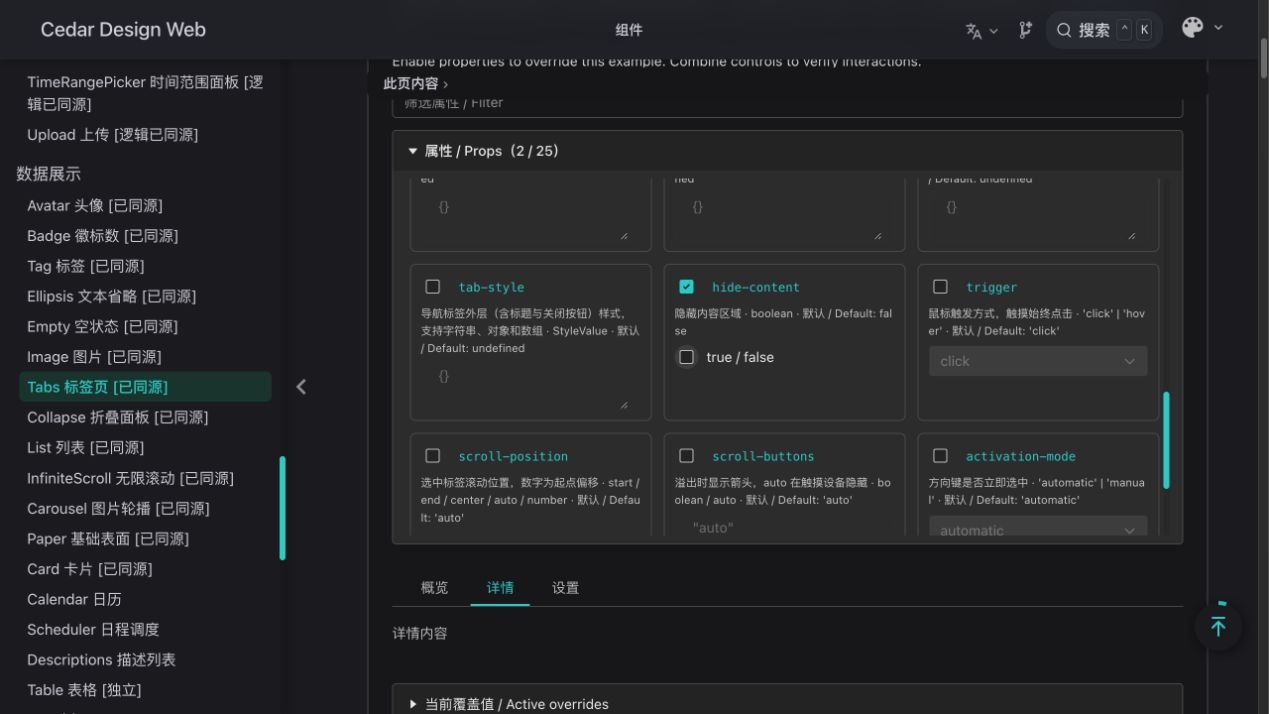 Cedar Design Web
组件
搜索
^
K
TimeRangePicker 时间范围面板 [逻
辑已同源]
Upload 上传 [逻辑已同源]
数据展示
Avatar 头像 [已同源]
Badge 徽标数 [已同源]
Tag 标签 [已同源]
Ellipsis 文本省略 [已同源]
Empty 空状态 [已同源]
Image 图片 [已同源]
Tabs 标签页 [已同源]
Collapse 折叠面板 [已同源]
List 列表 [已同源]
InfiniteScroll 无限滚动 [已同源]
Carousel 图片轮播 [已同源]
Paper 基础表面 [已同源]
Card 卡片 [已同源]
Calendar 日历
Scheduler 日程调度
Descriptions 描述列表
Table 表格 [独立]
Enable properties to override this example. Combine controls to verify interactions.
此页内容 ›
筛选属性 / Filter
属性 / Props（2 / 25）
ed
{}
ned
{}
/ Default: undefined
{}
tab-style
导航标签外层（含标题与关闭按钮）样式，
支持字符串、对象和数组 · StyleValue · 默认
/ Default: undefined
{}
hide-content
隐藏内容区域 · boolean · 默认 / Default: fal
se
true / false
trigger
鼠标触发方式，触摸始终点击 · 'click' | 'hov
er' · 默认 / Default: 'click'
click
scroll-position
选中标签滚动位置，数字为起点偏移 · start /
end / center / auto / number · 默认 / Defau
lt: 'auto'
scroll-buttons
溢出时显示箭头，auto 在触摸设备隐藏 · bo
olean / auto · 默认 / Default: 'auto'
"auto"
activation-mode
方向键是否立即选中 · 'automatic' | 'manua
l' · 默认 / Default: 'automatic'
automatic
概览
详情
设置
详情内容
当前覆盖值 / Active overrides